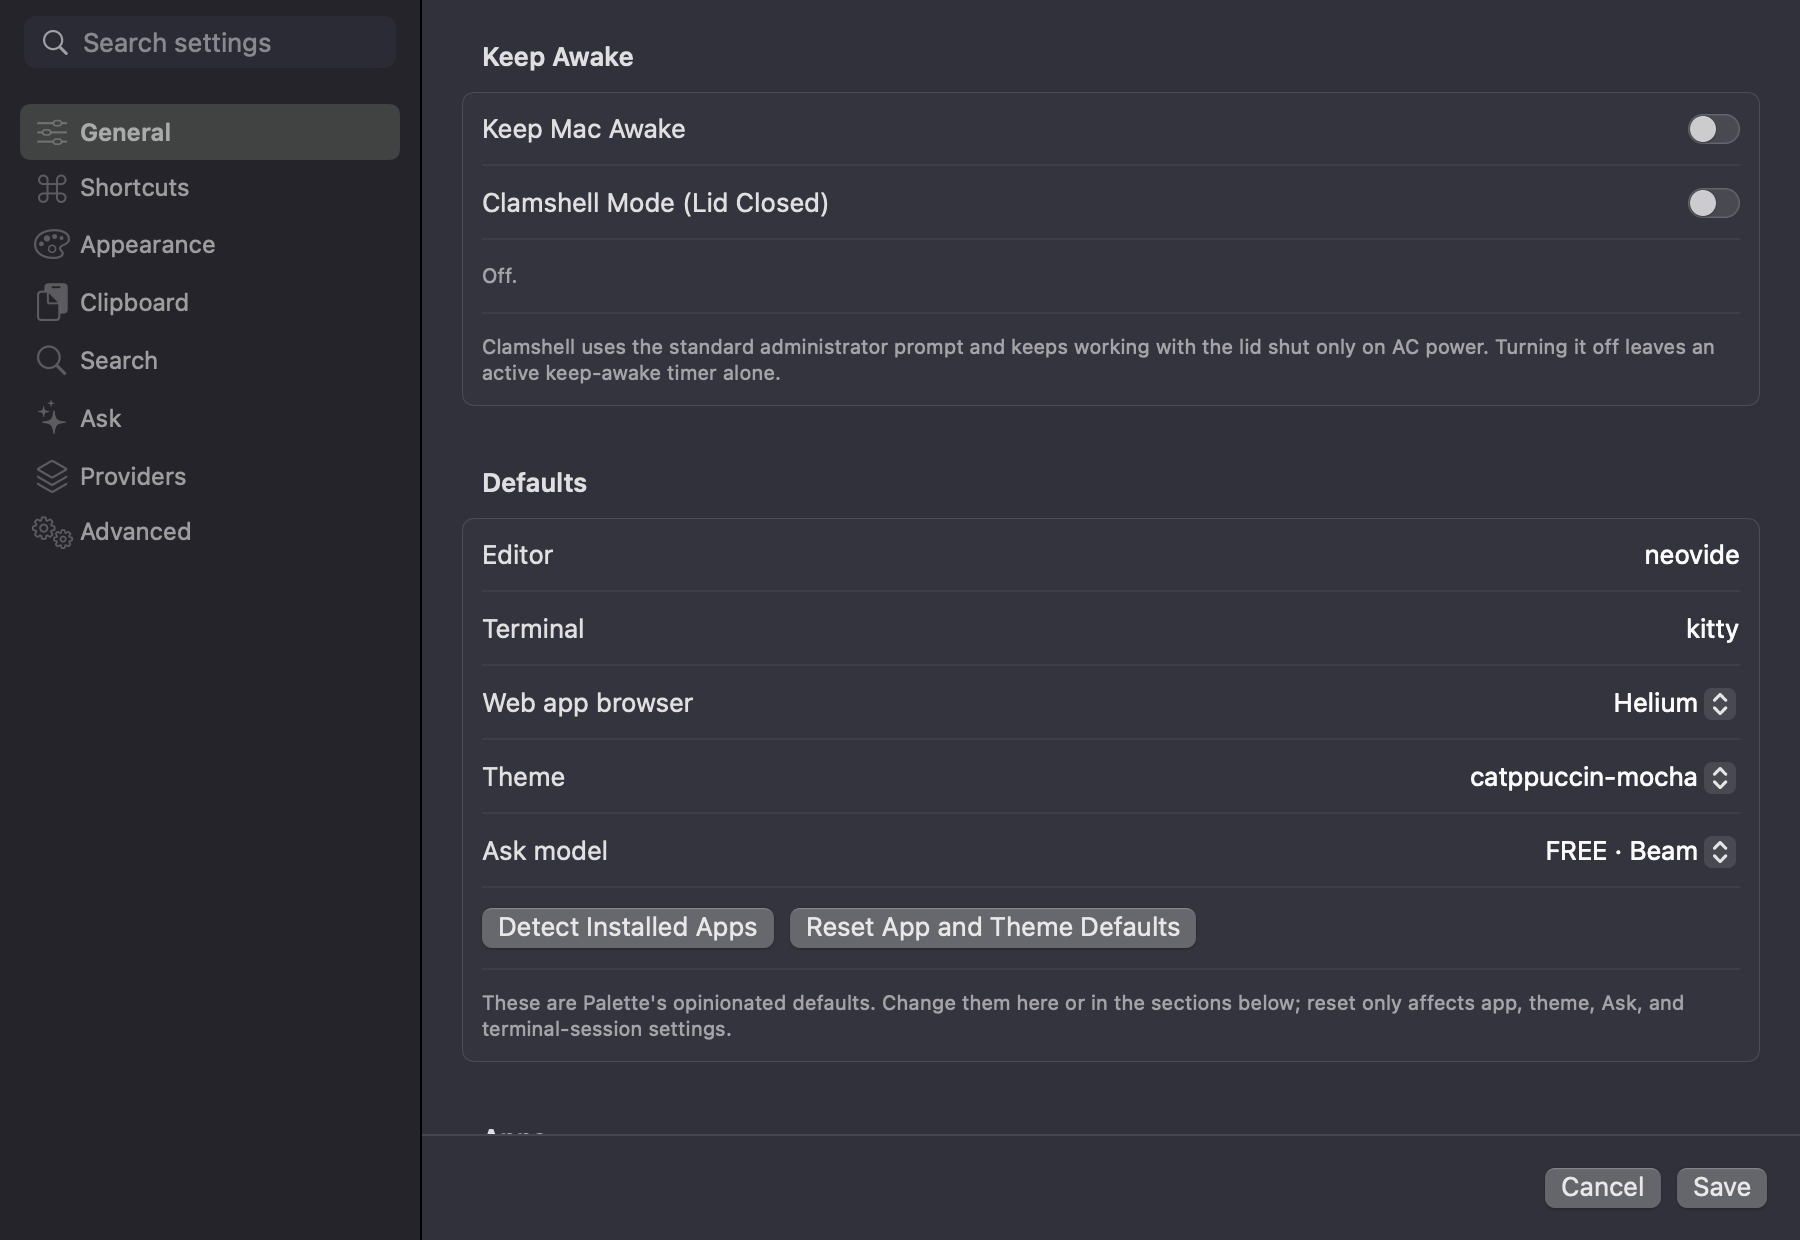 Search settings
General
Shortcuts
Appearance
Clipboard
Search
Ask
Providers
Advanced
Keep Awake
Keep Mac Awake
Clamshell Mode (Lid Closed)
Off.
Clamshell uses the standard administrator prompt and keeps working with the lid shut only on AC power. Turning it off leaves an
active keep-awake timer alone.
Defaults
Editor neovide
Terminal kitty
Web app browser Helium
Theme catppuccin-mocha
Ask model FREE · Beam
Detect Installed Apps Reset App and Theme Defaults
These are Palette's opinionated defaults. Change them here or in the sections below; reset only affects app, theme, Ask, and
terminal-session settings.
Cancel Save